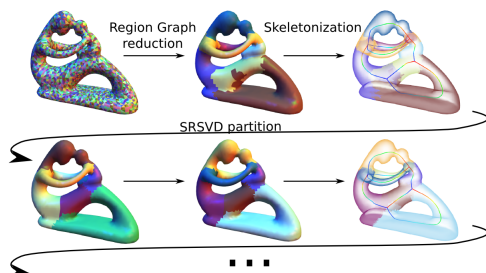 Region Graph
reduction
Skeletonization
SRSVD partition
...